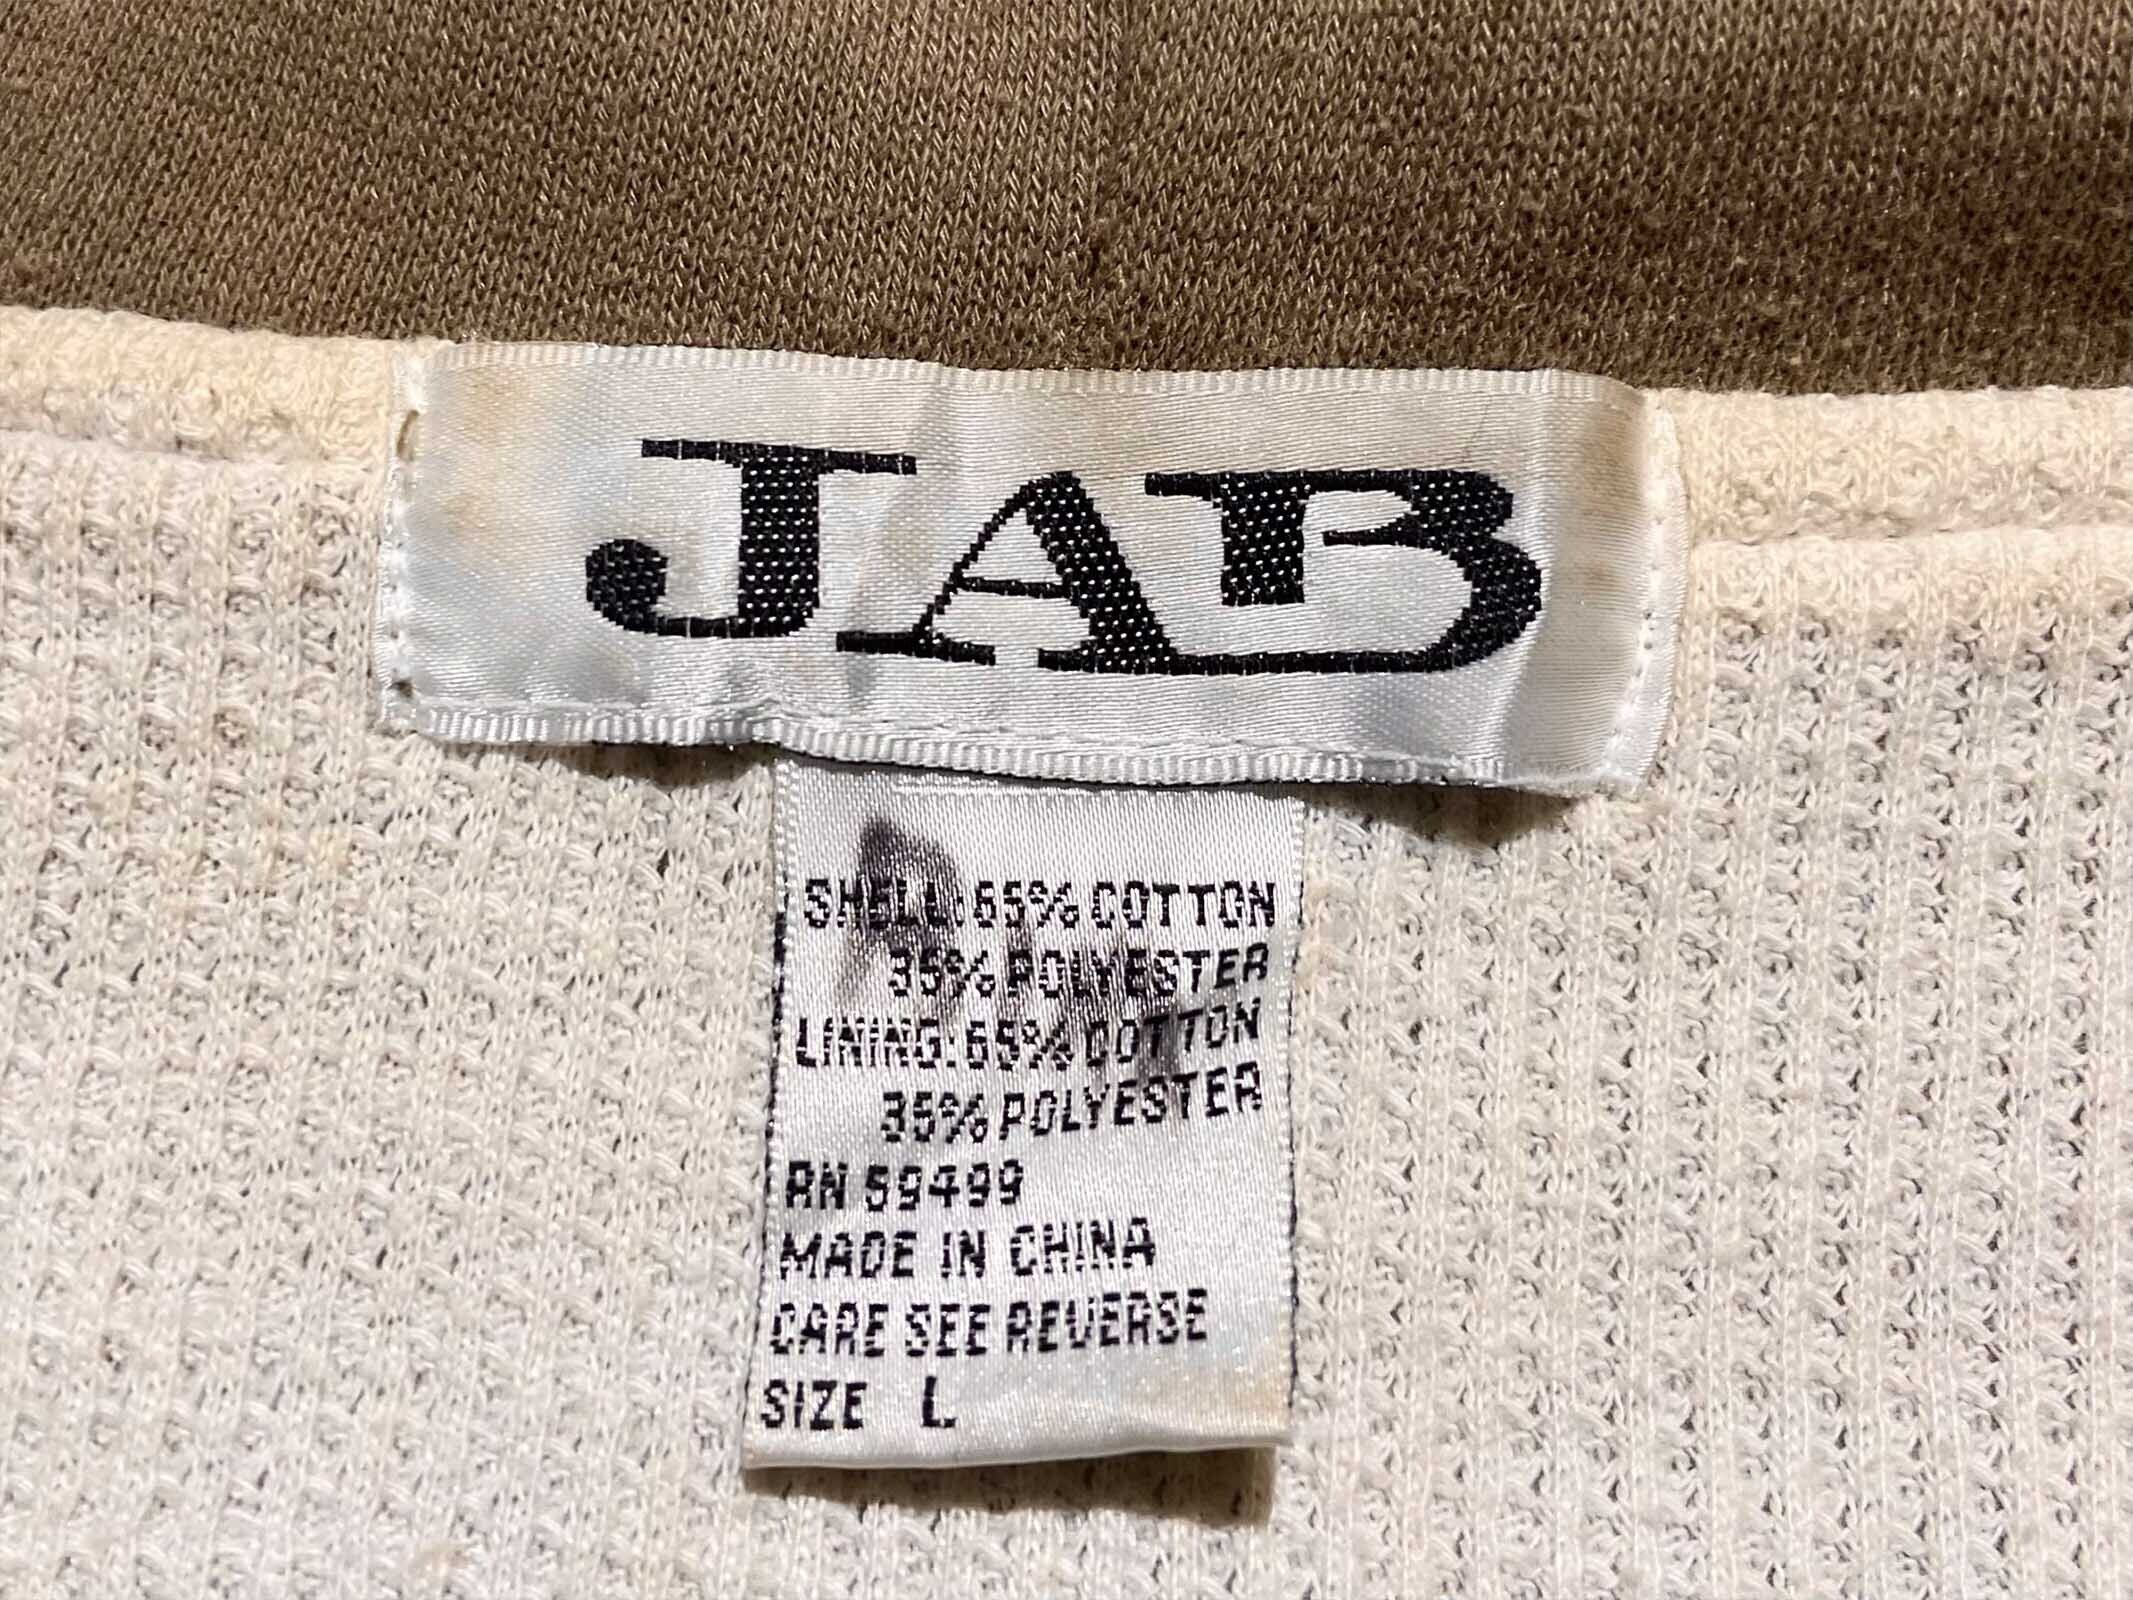 JAB
SHELL: 65% COTTON
35% POLYESTER
LINING: 65% COTTON
35% POLYESTER
RN 59499
MADE IN CHINA
CARE SEE REVERSE
SIZE L